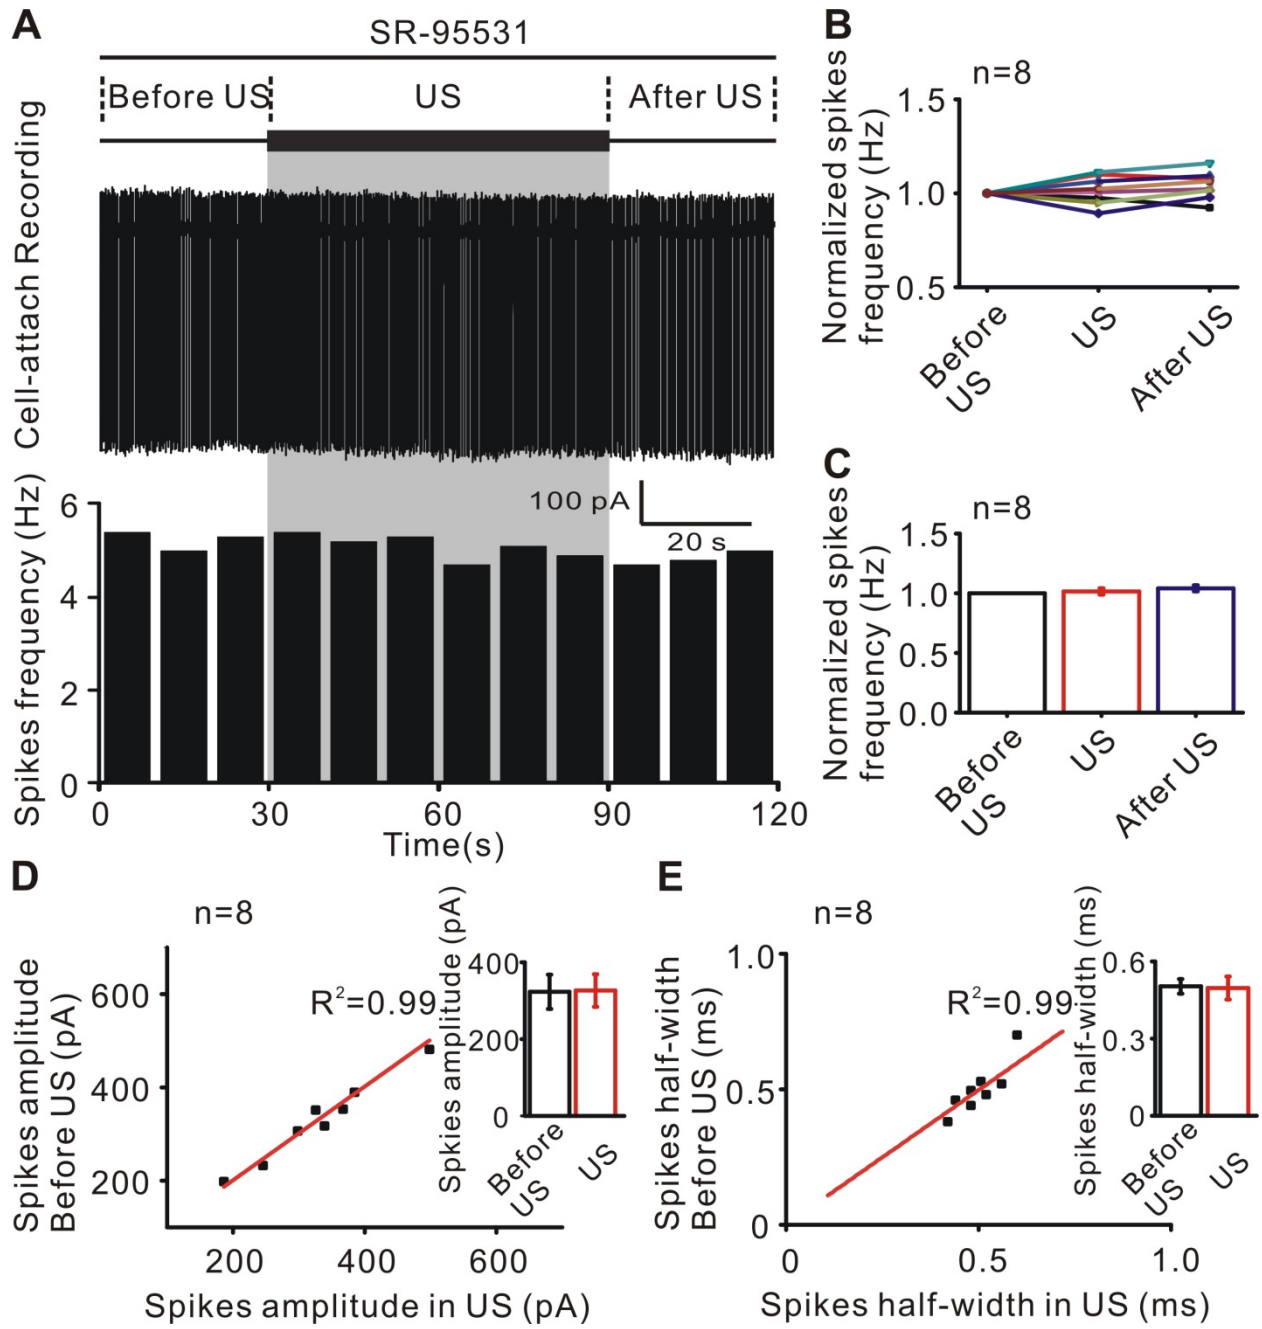 A
SR-95531
Before US
US
After US
Cell-attach Recording
100 pA
20 s
Spikes frequency (Hz)
6
4
2
0
0
30
60
90
120
Time(s)
B
n=8
Normalized spikes
frequency (Hz)
1.5
1.0
0.5
Before
US
US
After US
C
n=8
Normalized spikes
frequency (Hz)
1.5
1.0
0.5
0.0
Before
US
US
After US
D
n=8
R²=0.99
Spikes amplitude
Before US (pA)
600
400
200
200
400
600
Spikes amplitude in US (pA)
Spkies amplitude (pA)
400
200
0
Before
US
US
E
n=8
R²=0.99
Spikes half-width
Before US (ms)
1.0
0.5
0
0
0.5
1.0
Spikes half-width in US (ms)
Spikes half-width (ms)
0.6
0.3
0
Before
US
US